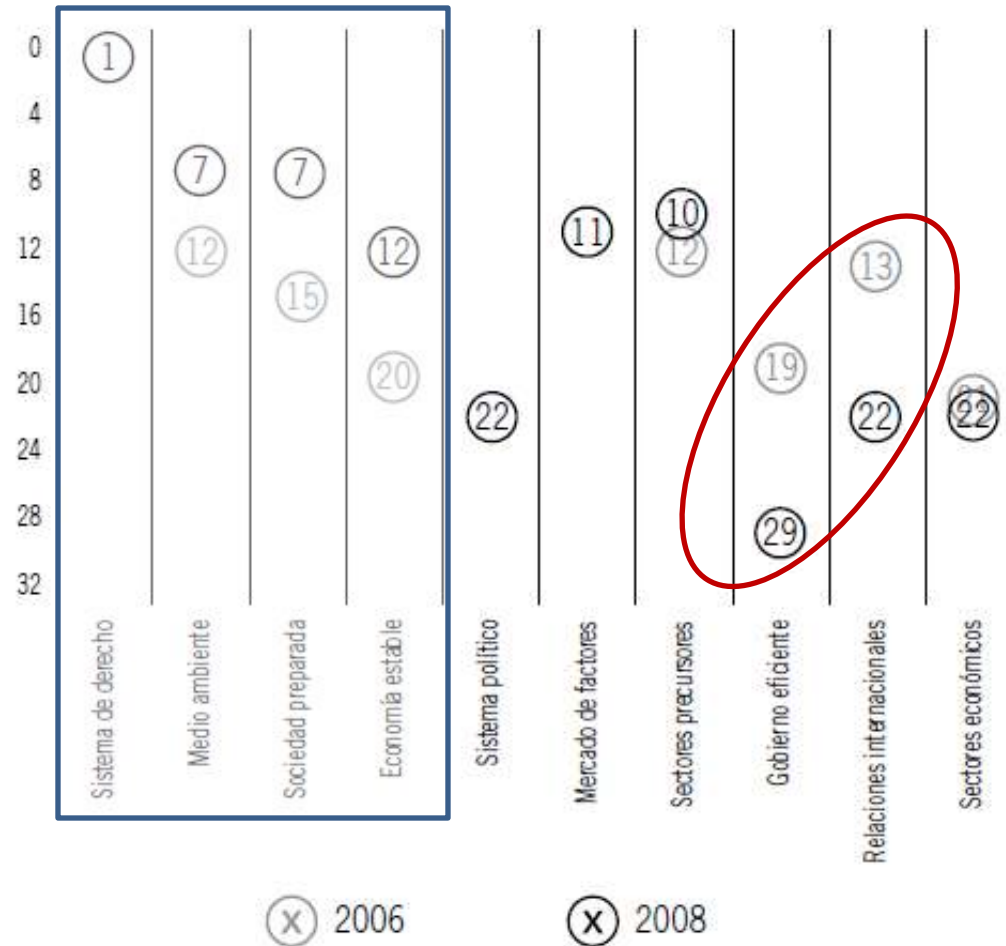 0
4
8
12
16
20
24
28
32
1
7
12
7
15
12
20
22
11
10
12
19
29
13
22
22
Sistema de derecho
Medio ambiente
Sociedad preparada
Economía estable
Sistema político
Mercado de factores
Sectores precursores
Gobierno eficiente
Relaciones internacionales
Sectores económicos
X 2006
X 2008